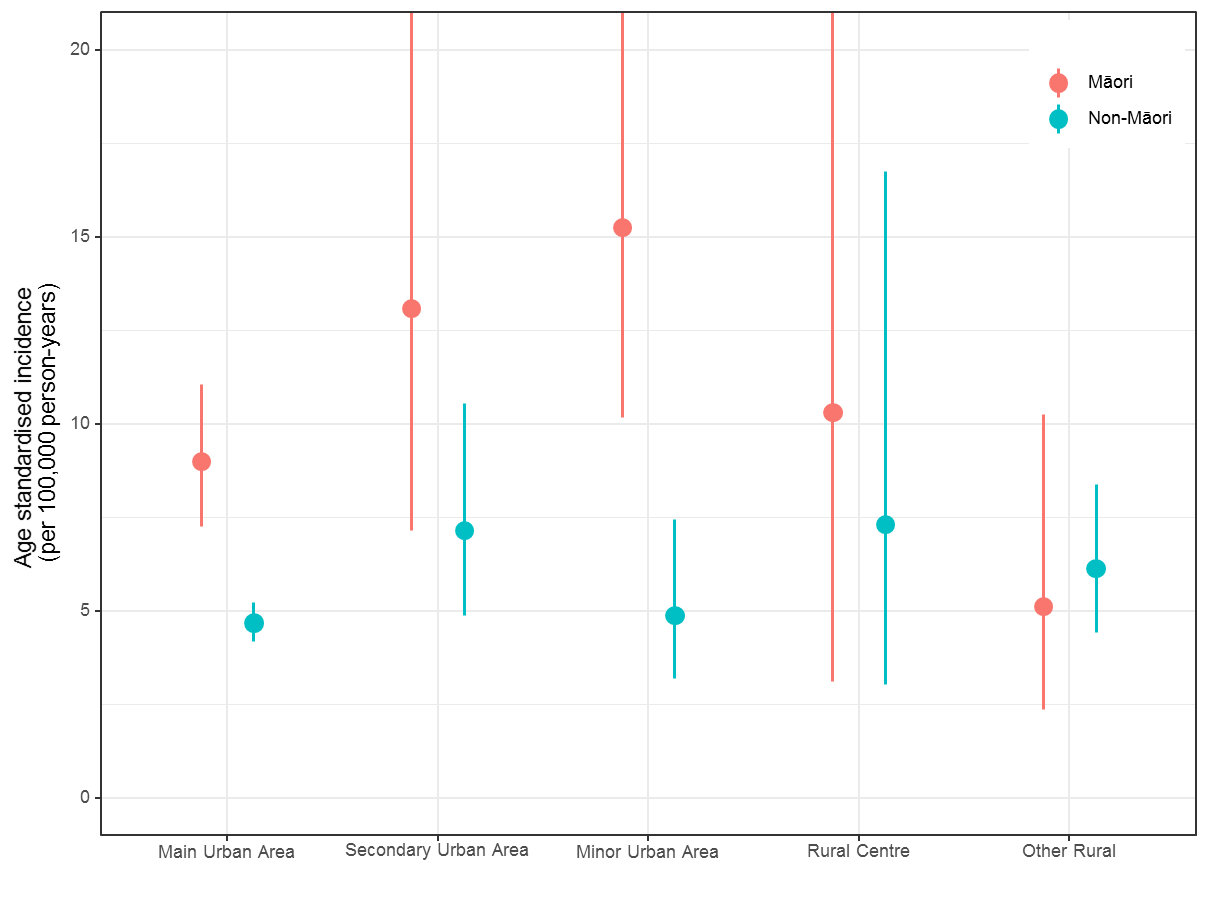 Age standardised incidence
(per 100,000 person-years)
20
15
10
5
0
Māori
Non-Māori
Main Urban Area
Secondary Urban Area
Minor Urban Area
Rural Centre
Other Rural